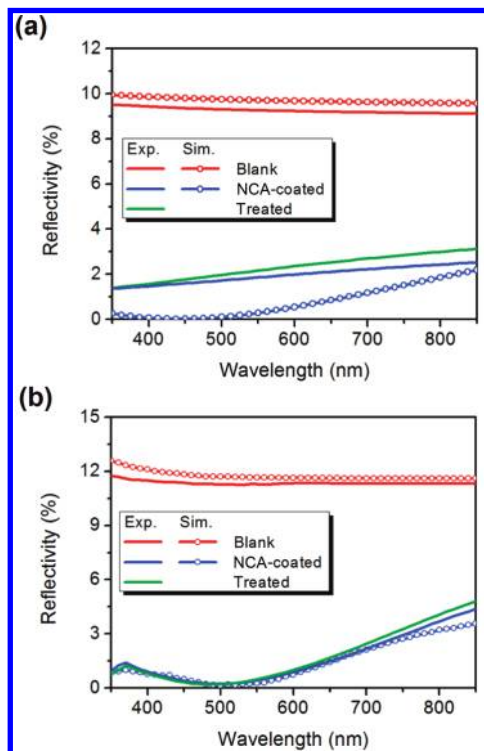 (a)
12
10
8
6
4
2
0
Reflectivity (%)
Exp. Sim.
Blank
NCA-coated
Treated
400 500 600 700 800
Wavelength (nm)
(b)
15
12
9
6
3
0
Reflectivity (%)
Exp. Sim.
Blank
NCA-coated
Treated
400 500 600 700 800
Wavelength (nm)